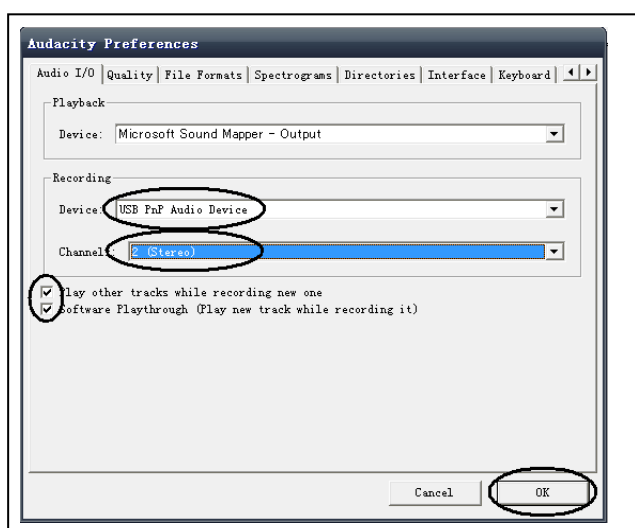 Audacity Preferences
Audio I/O Quality File Formats Spectrograms Directories Interface Keyboard
Playback
Device: Microsoft Sound Mapper - Output
Recording
Device: USB PnP Audio Device
Channels: 2 (Stereo)
Play other tracks while recording new one
Software Playthrough (Play new track while recording it)
Cancel OK